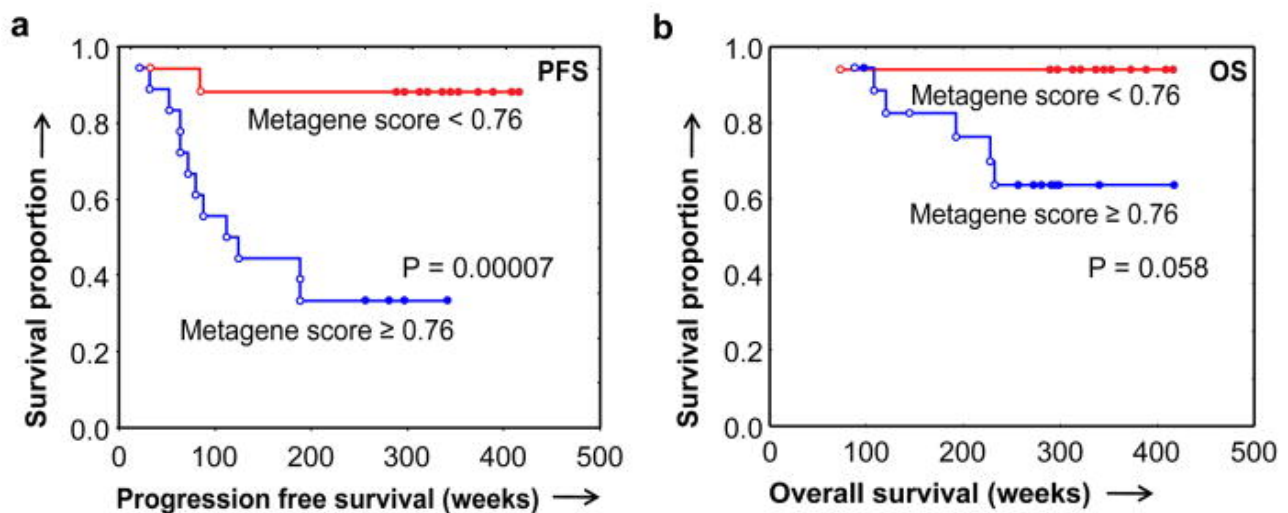 a
1.0
0.8
0.6
0.4
0.2
0.0
Survival proportion
PFS
Metagene score < 0.76
P = 0.00007
Metagene score ≥ 0.76
0 100 200 300 400 500
Progression free survival (weeks)
b
1.0
0.8
0.6
0.4
0.2
0.0
Survival proportion
OS
Metagene score < 0.76
Metagene score ≥ 0.76
P = 0.058
0 100 200 300 400 500
Overall survival (weeks)